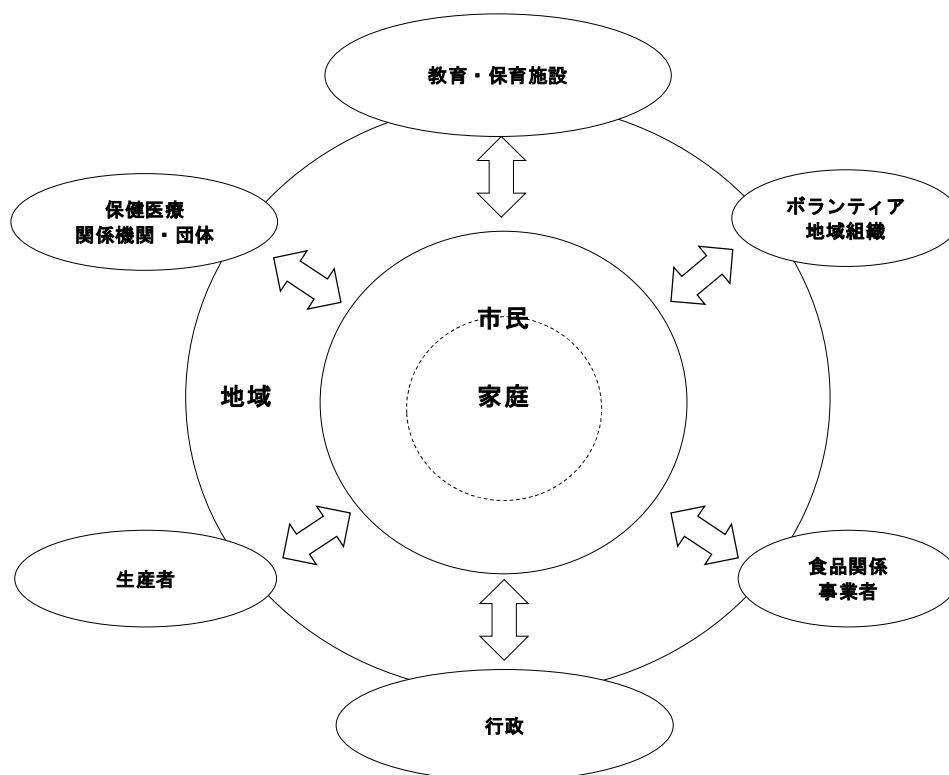 教育・保育施設
保健医療
関係機関・団体
ボランティア
地域組織
市民
地域
家庭
生産者
食品関係
事業者
行政